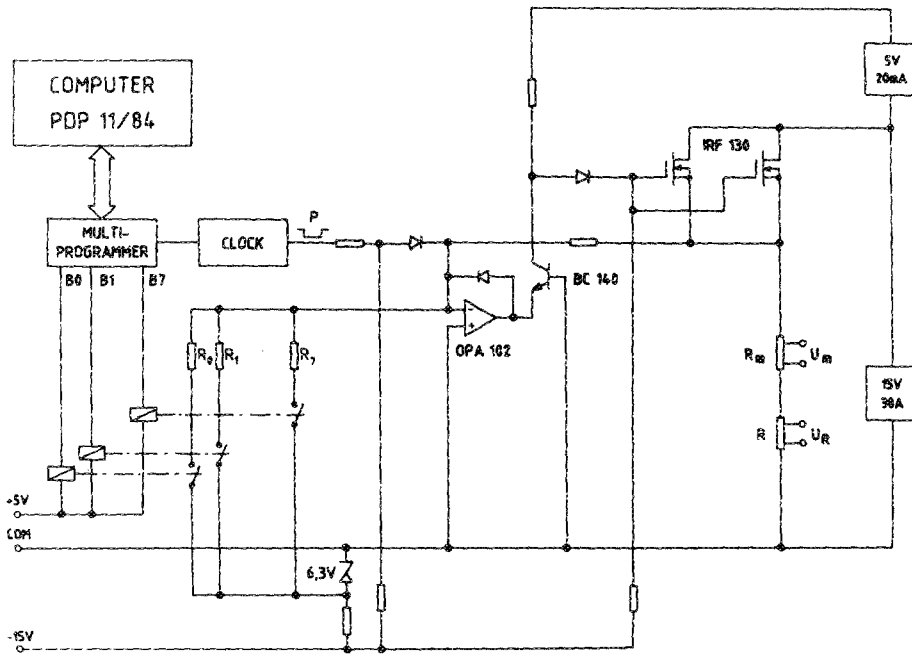 COMPUTER
PDP 11/84
MULTI-
PROGRAMMER
B0 B1 B7
CLOCK
P
5V
20mA
IRF 130
BC 140
OPA 102
R0 R1 R7
Rm Um
R UR
15V
30A
+5V
COM
6,3V
-15V